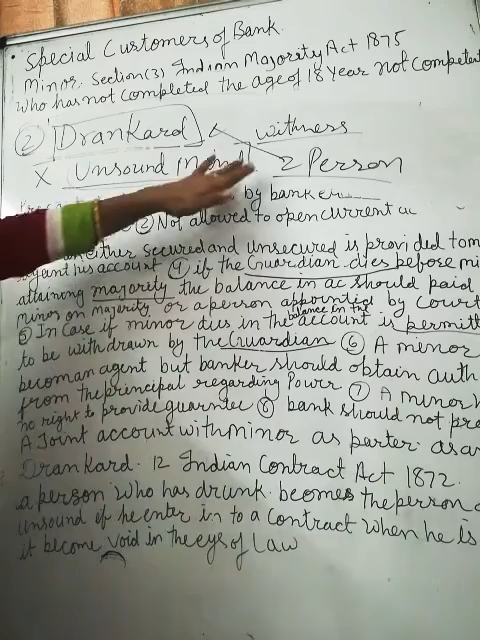 • Special Customers of Bank.
Minor. Section(3) Indian Majority Act 1875
who has not completed the age of 18 Year not competent
② Drankard withness
X Unsound Mind 2 Person
by banker
② Not allowed to open current ac
neither secured and unsecured is provided to m
against his account ④ if the Guardian dies before mi
attaining majority the balance in ac should paid
minor on majority or a person appointed by court
⑤ In Case if minor dies in the balance in the account is permitt
to be withdrawn by the Guardian ⑥ A minor
becoman agent but banker should obtain auth
from the principal regarding Power ⑦ A minor h
no right to provide guarntee ⑧ bank should not pr
A Joint account with minor as parter. as a
Drankard. 12 Indian Contract Act 1872.
a person who has drunk. becomes the person
unsound if he enter in to a Contract when he is
it become void in the eyes of Law